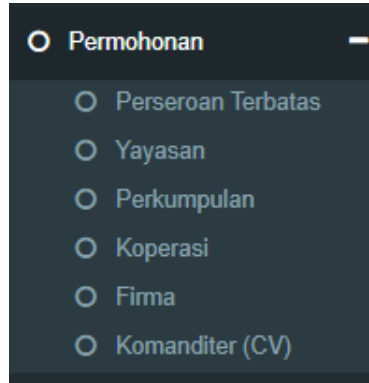 Permohonan
Perseroan Terbatas
Yayasan
Perkumpulan
Koperasi
Firma
Komanditer (CV)